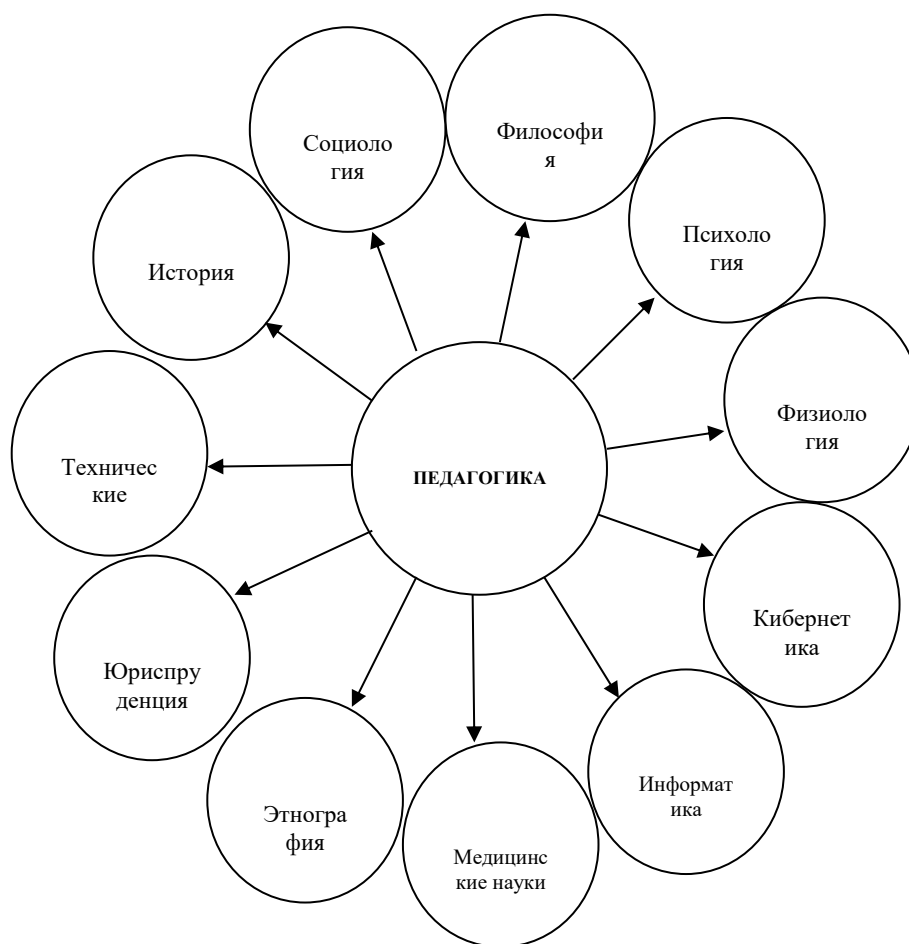 Философи
я
Социоло
гия
Психоло
гия
История
Физиоло
гия
Техничес
кие
ПЕДАГОГИКА
Кибернет
ика
Юриспру
денция
Информат
ика
Этногра
фия
Медицинс
кие науки